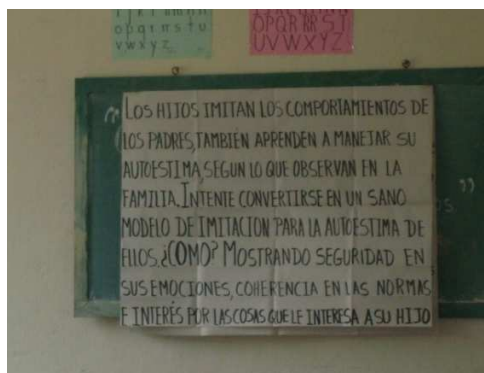 o p q r r s t u
v w x y z
O P Q R RR S T
U V W X Y Z
LOS HIJOS IMITAN LOS COMPORTAMIENTOS DE
LOS PADRES, TAMBIÉN APRENDEN A MANEJAR SU
AUTOESTIMA, SEGUN LO QUE OBSERVAN EN LA
FAMILIA. INTENTE CONVERTIRSE EN UN SANO
MODELO DE IMITACION PARA LA AUTOESTIMA DE
ELLOS. ¿COMO? MOSTRANDO SEGURIDAD EN
SUS EMOCIONES, COHERENCIA EN LAS NORMAS
E INTERÉS POR LAS COSAS QUE LE INTERESA A SU HIJO